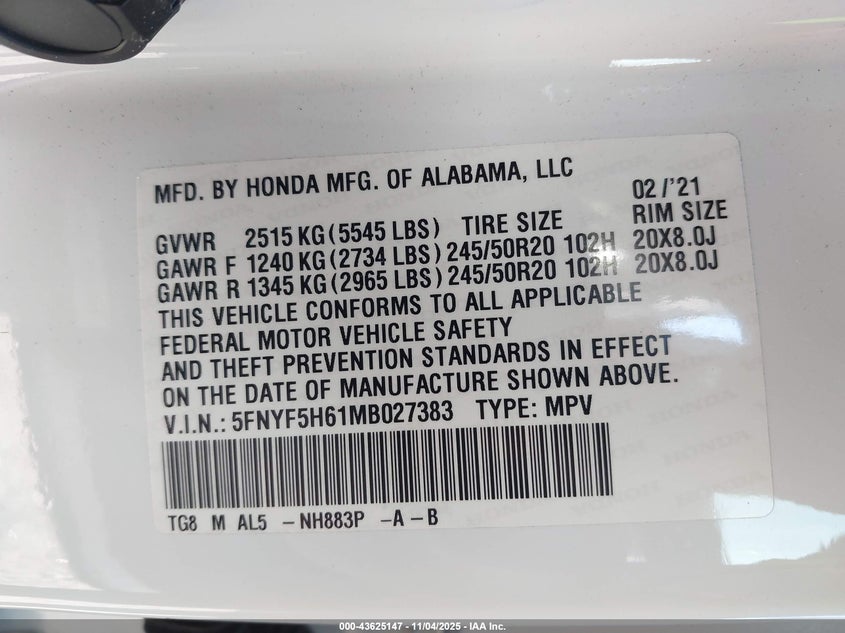 MFD. BY HONDA MFG. OF ALABAMA, LLC 02/'21
GVWR 2515 KG (5545 LBS) TIRE SIZE RIM SIZE
GAWR F 1240 KG (2734 LBS) 245/50R20 102H 20X8.0J
GAWR R 1345 KG (2965 LBS) 245/50R20 102H 20X8.0J
THIS VEHICLE CONFORMS TO ALL APPLICABLE
FEDERAL MOTOR VEHICLE SAFETY
AND THEFT PREVENTION STANDARDS IN EFFECT
ON THE DATE OF MANUFACTURE SHOWN ABOVE.
V.I.N.: 5FNYF5H61MB027383 TYPE: MPV
TG8 M AL5 -NH883P -A -B
000-43625147 - 11/04/2025 - IAA Inc.